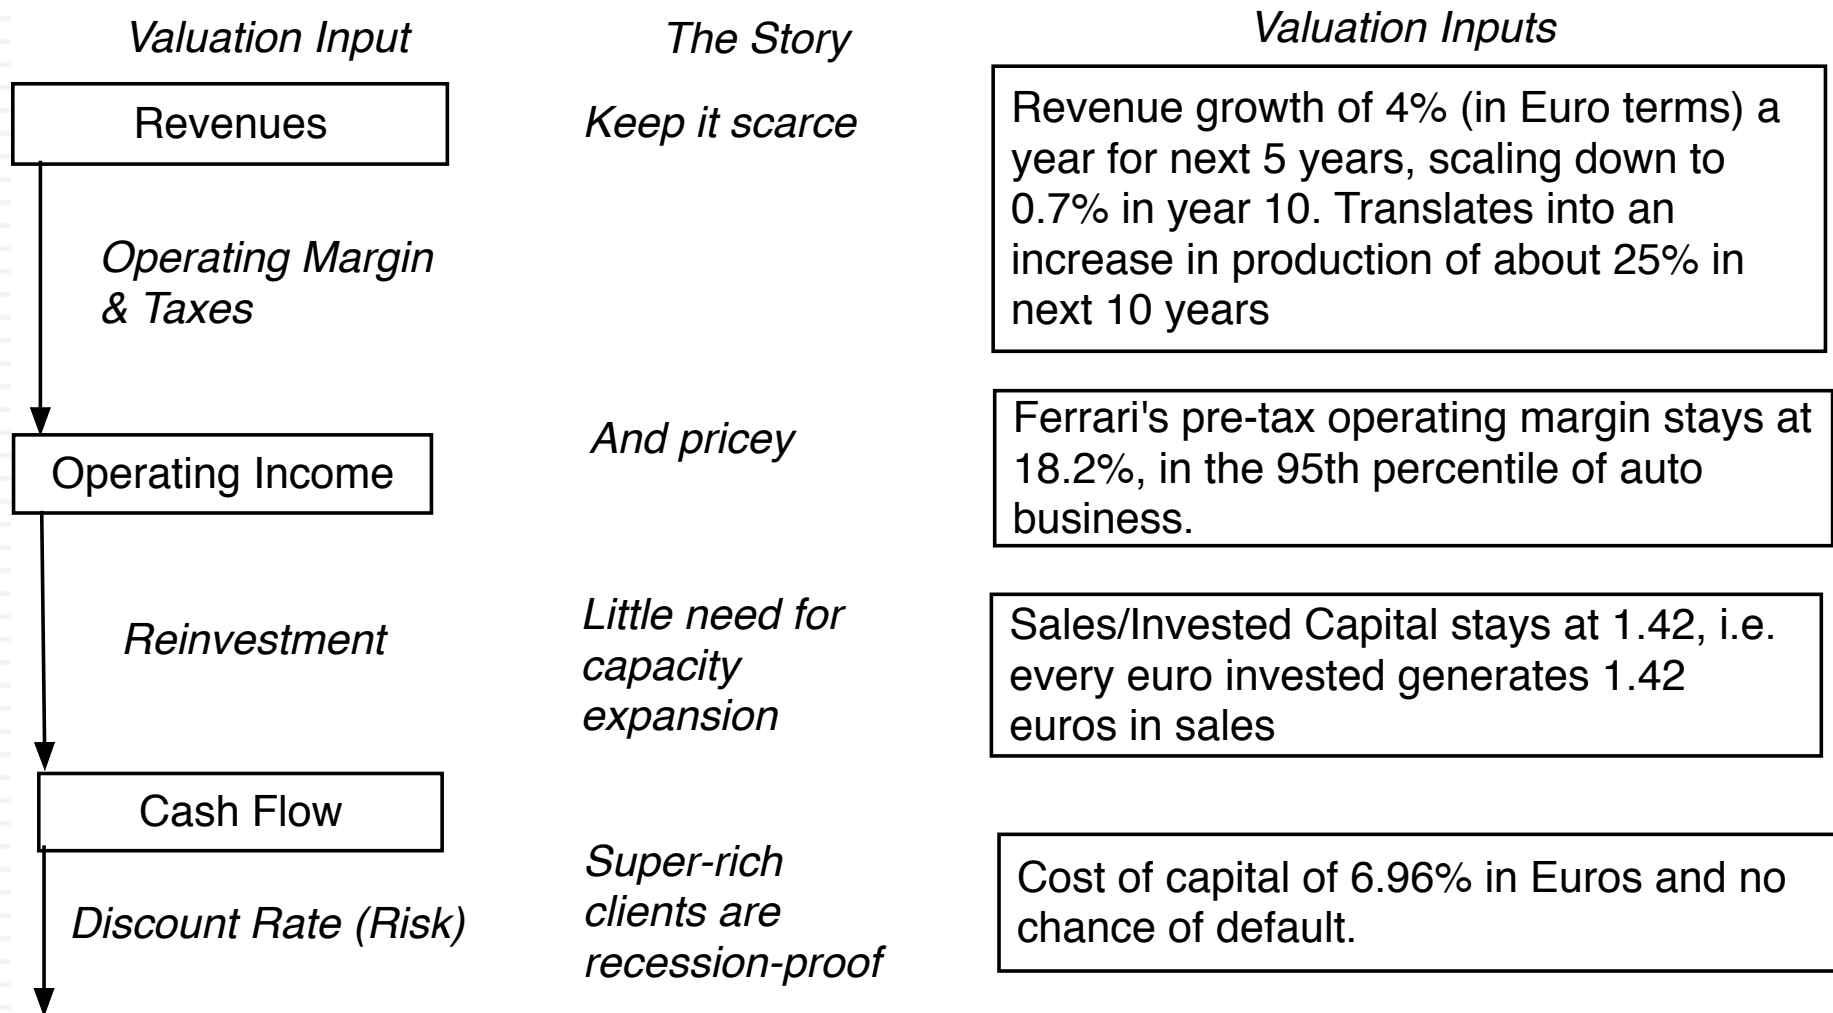 Valuation Input
The Story
Valuation Inputs
Revenues
Keep it scarce
Revenue growth of 4% (in Euro terms) a
year for next 5 years, scaling down to
0.7% in year 10. Translates into an
increase in production of about 25% in
next 10 years
Operating Margin
& Taxes
Operating Income
And pricey
Ferrari's pre-tax operating margin stays at
18.2%, in the 95th percentile of auto
business.
Reinvestment
Little need for
capacity
expansion
Sales/Invested Capital stays at 1.42, i.e.
every euro invested generates 1.42
euros in sales
Cash Flow
Discount Rate (Risk)
Super-rich
clients are
recession-proof
Cost of capital of 6.96% in Euros and no
chance of default.